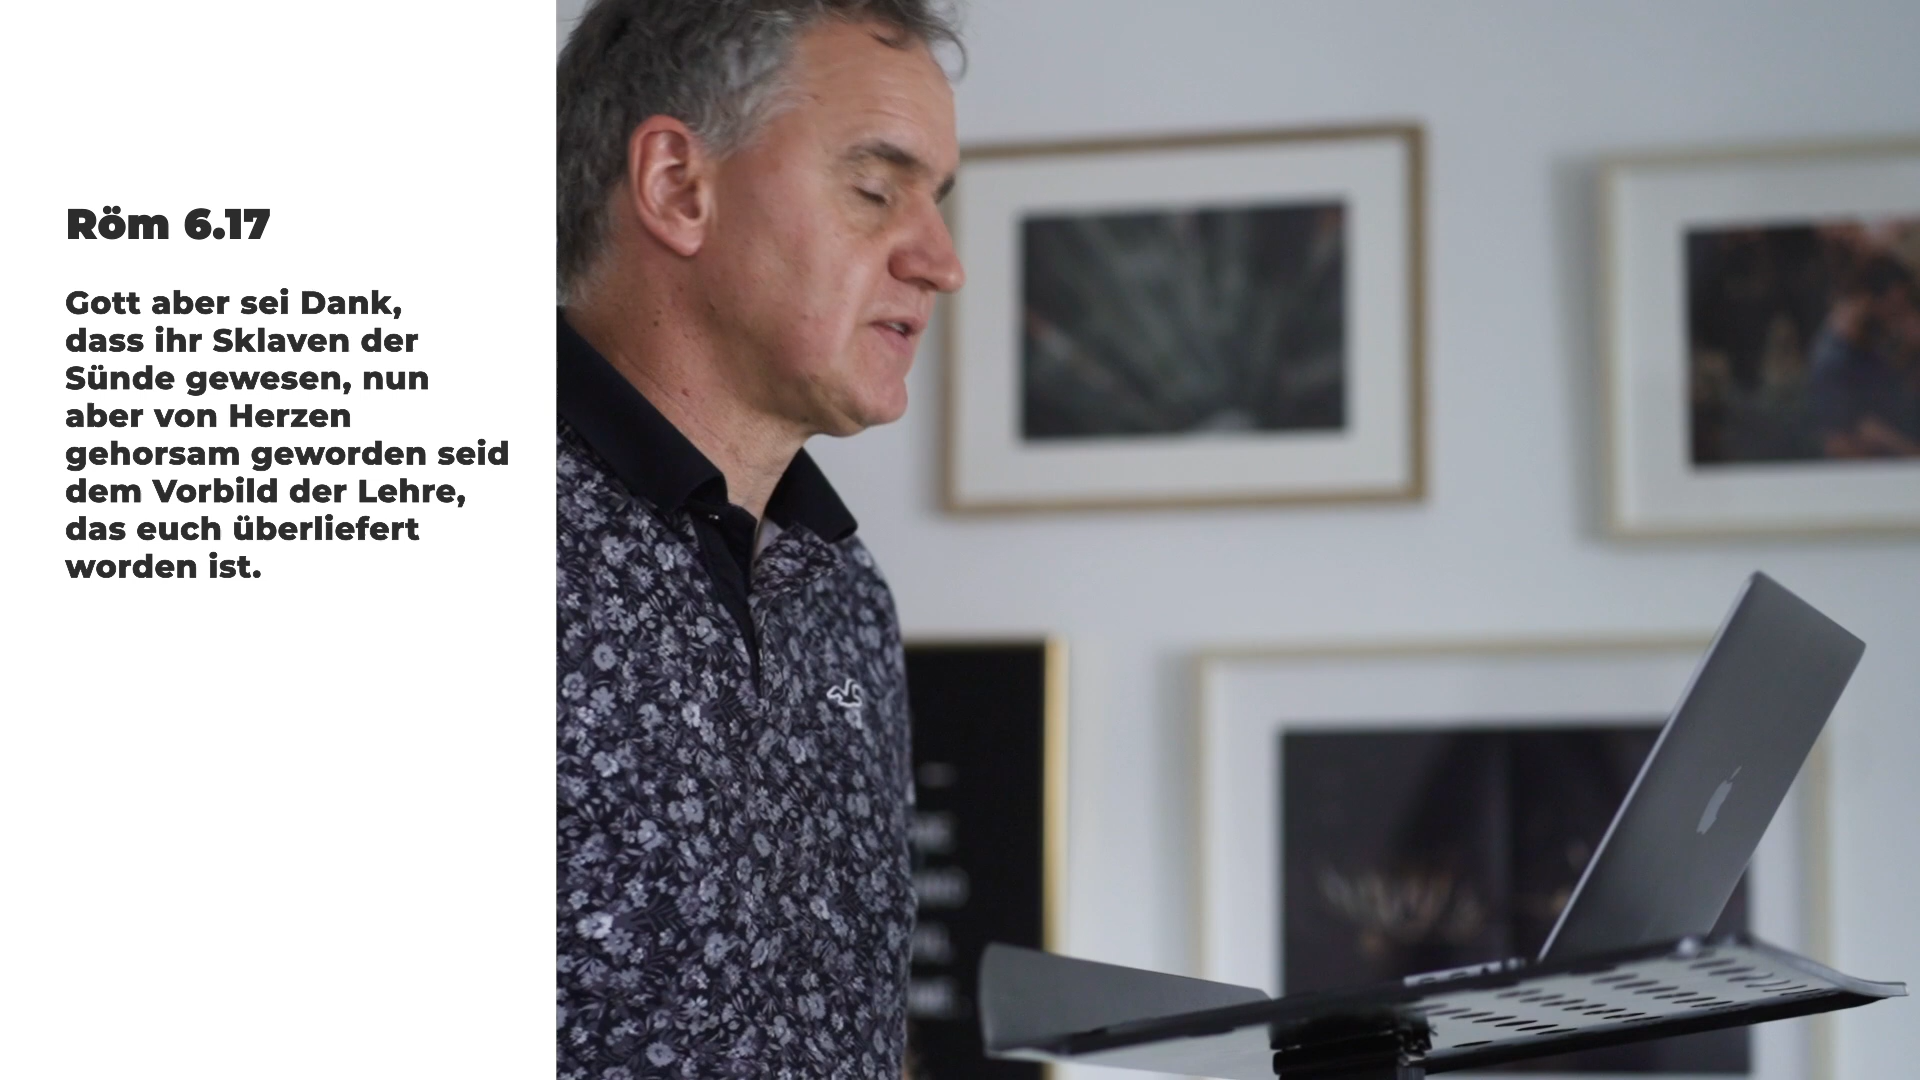 Röm 6.17
Gott aber sei Dank,
dass ihr Sklaven der
Sünde gewesen, nun
aber von Herzen
gehorsam geworden seid
dem Vorbild der Lehre,
das euch überliefert
worden ist.